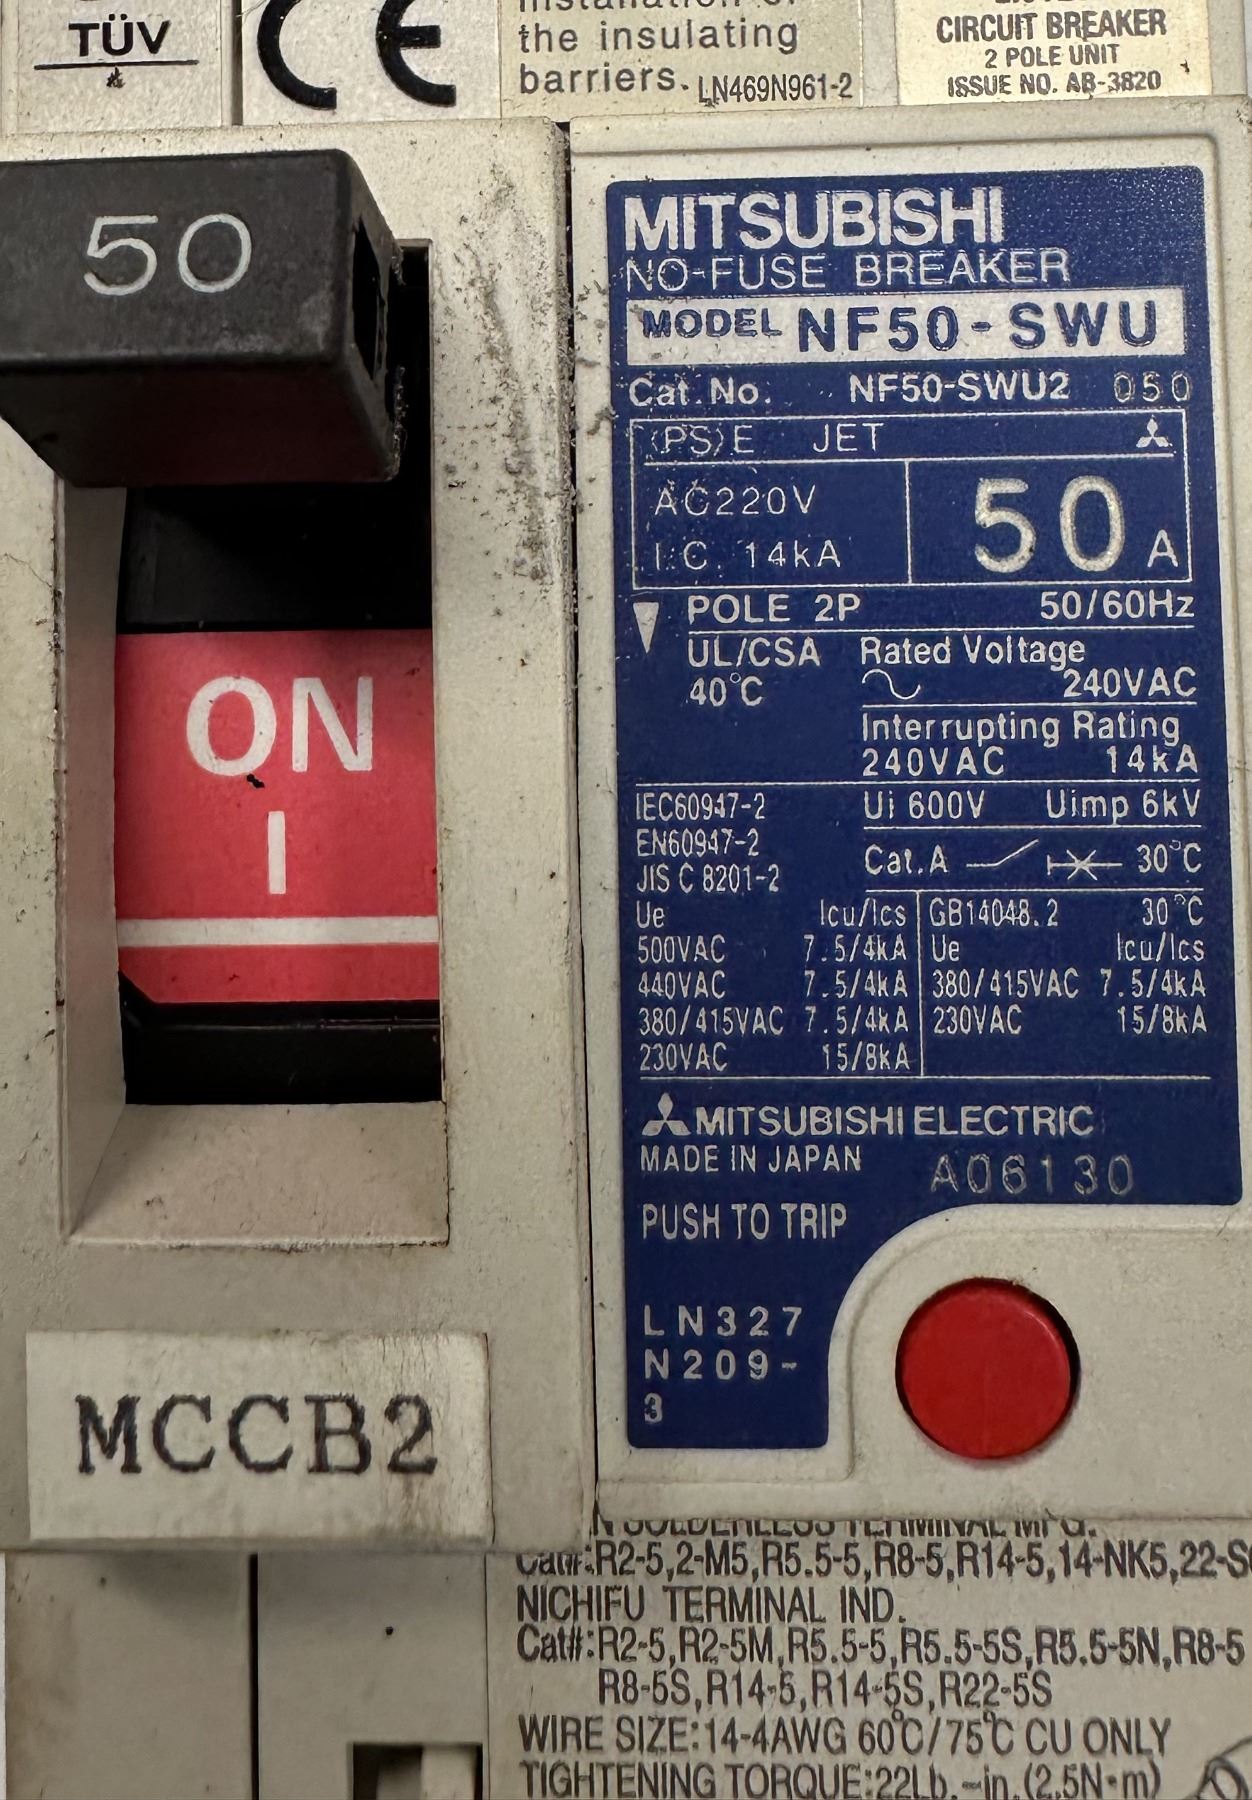 TÜV
CE
the insulating
barriers. LN469N961-2
CIRCUIT BREAKER
2 POLE UNIT
ISSUE NO. AB-3820
50
MITSUBISHI
NO-FUSE BREAKER
MODEL NF50-SWU
Cat.No. NF50-SWU2 050
(PS)E JET
AC220V
I.C. 14kA
50A
POLE 2P 50/60Hz
UL/CSA
40°C
Rated Voltage
240VAC
Interrupting Rating
240VAC 14kA
ON
I
IEC60947-2
EN60947-2
JIS C 8201-2
Ui 600V Uimp 6kV
Cat.A 30°C
Ue Icu/Ics
500VAC 7.5/4kA
440VAC 7.5/4kA
380/415VAC 7.5/4kA
230VAC 15/8kA
GB14048.2 30°C
Ue Icu/Ics
380/415VAC 7.5/4kA
230VAC 15/8kA
MITSUBISHI ELECTRIC
MADE IN JAPAN A06130
PUSH TO TRIP
LN327
N209-
3
MCCB2
SOLDERLESS TERMINAL MFG.
Cat#:R2-5,2-M5,R5.5-5,R8-5,R14-5,14-NK5,
NICHIFU TERMINAL IND.
Cat#:R2-5,R2-5M,R5.5-5,R5.5-5S,R5.5-5N,R8-5
R8-5S,R14-5,R14-5S,R22-5S
WIRE SIZE:14-4AWG 60°C/75°C CU ONLY
TIGHTENING TORQUE:22Lb.-in.(2.5N·m)